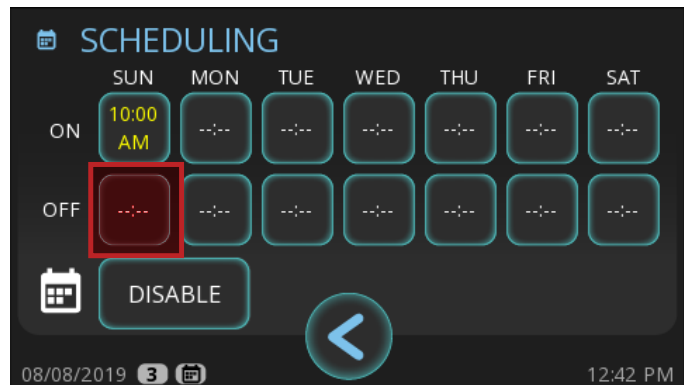 SCHEDULING
SUN MON TUE WED THU FRI SAT
ON 10:00 AM --:-- --:-- --:-- --:-- --:-- --:--
OFF --:-- --:-- --:-- --:-- --:-- --:-- --:--
DISABLE
08/08/2019 3 12:42 PM